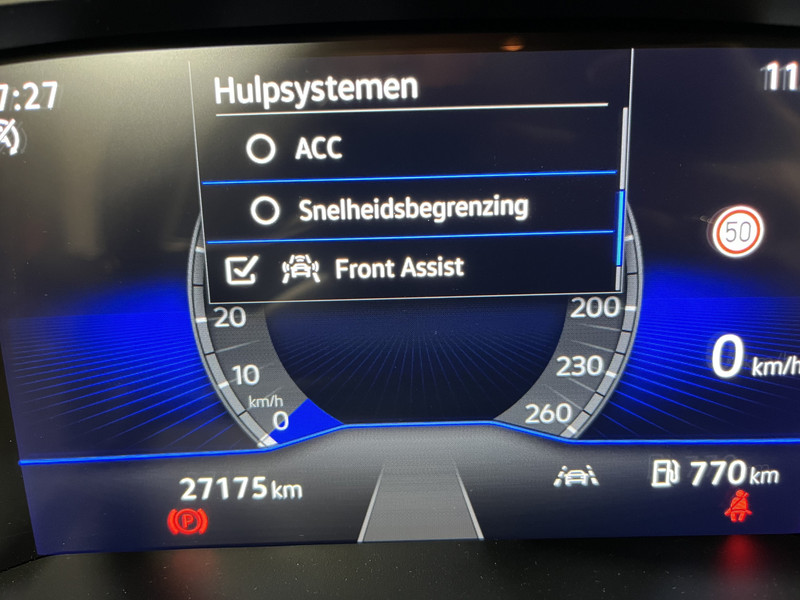 7:27
11
Hulpsystemen
ACC
Snelheidsbegrenzing
Front Assist
50
20
200
10
230
0 km/h
km/h
0
260
27175 km
770 km
P